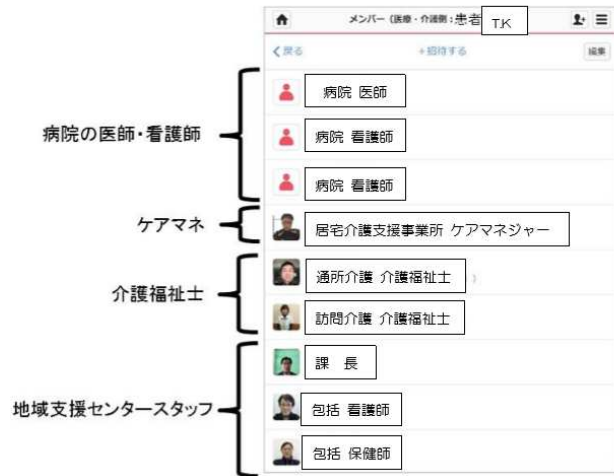 メンバー (医療・介護側:患者 T.K
戻る +招待する 編集
病院の医師・看護師
病院 医師
病院 看護師
病院 看護師
ケアマネ
居宅介護支援事業所 ケアマネジャー
介護福祉士
通所介護 介護福祉士 )
訪問介護 介護福祉士
地域支援センタースタッフ
課 長
包括 看護師
包括 保健師